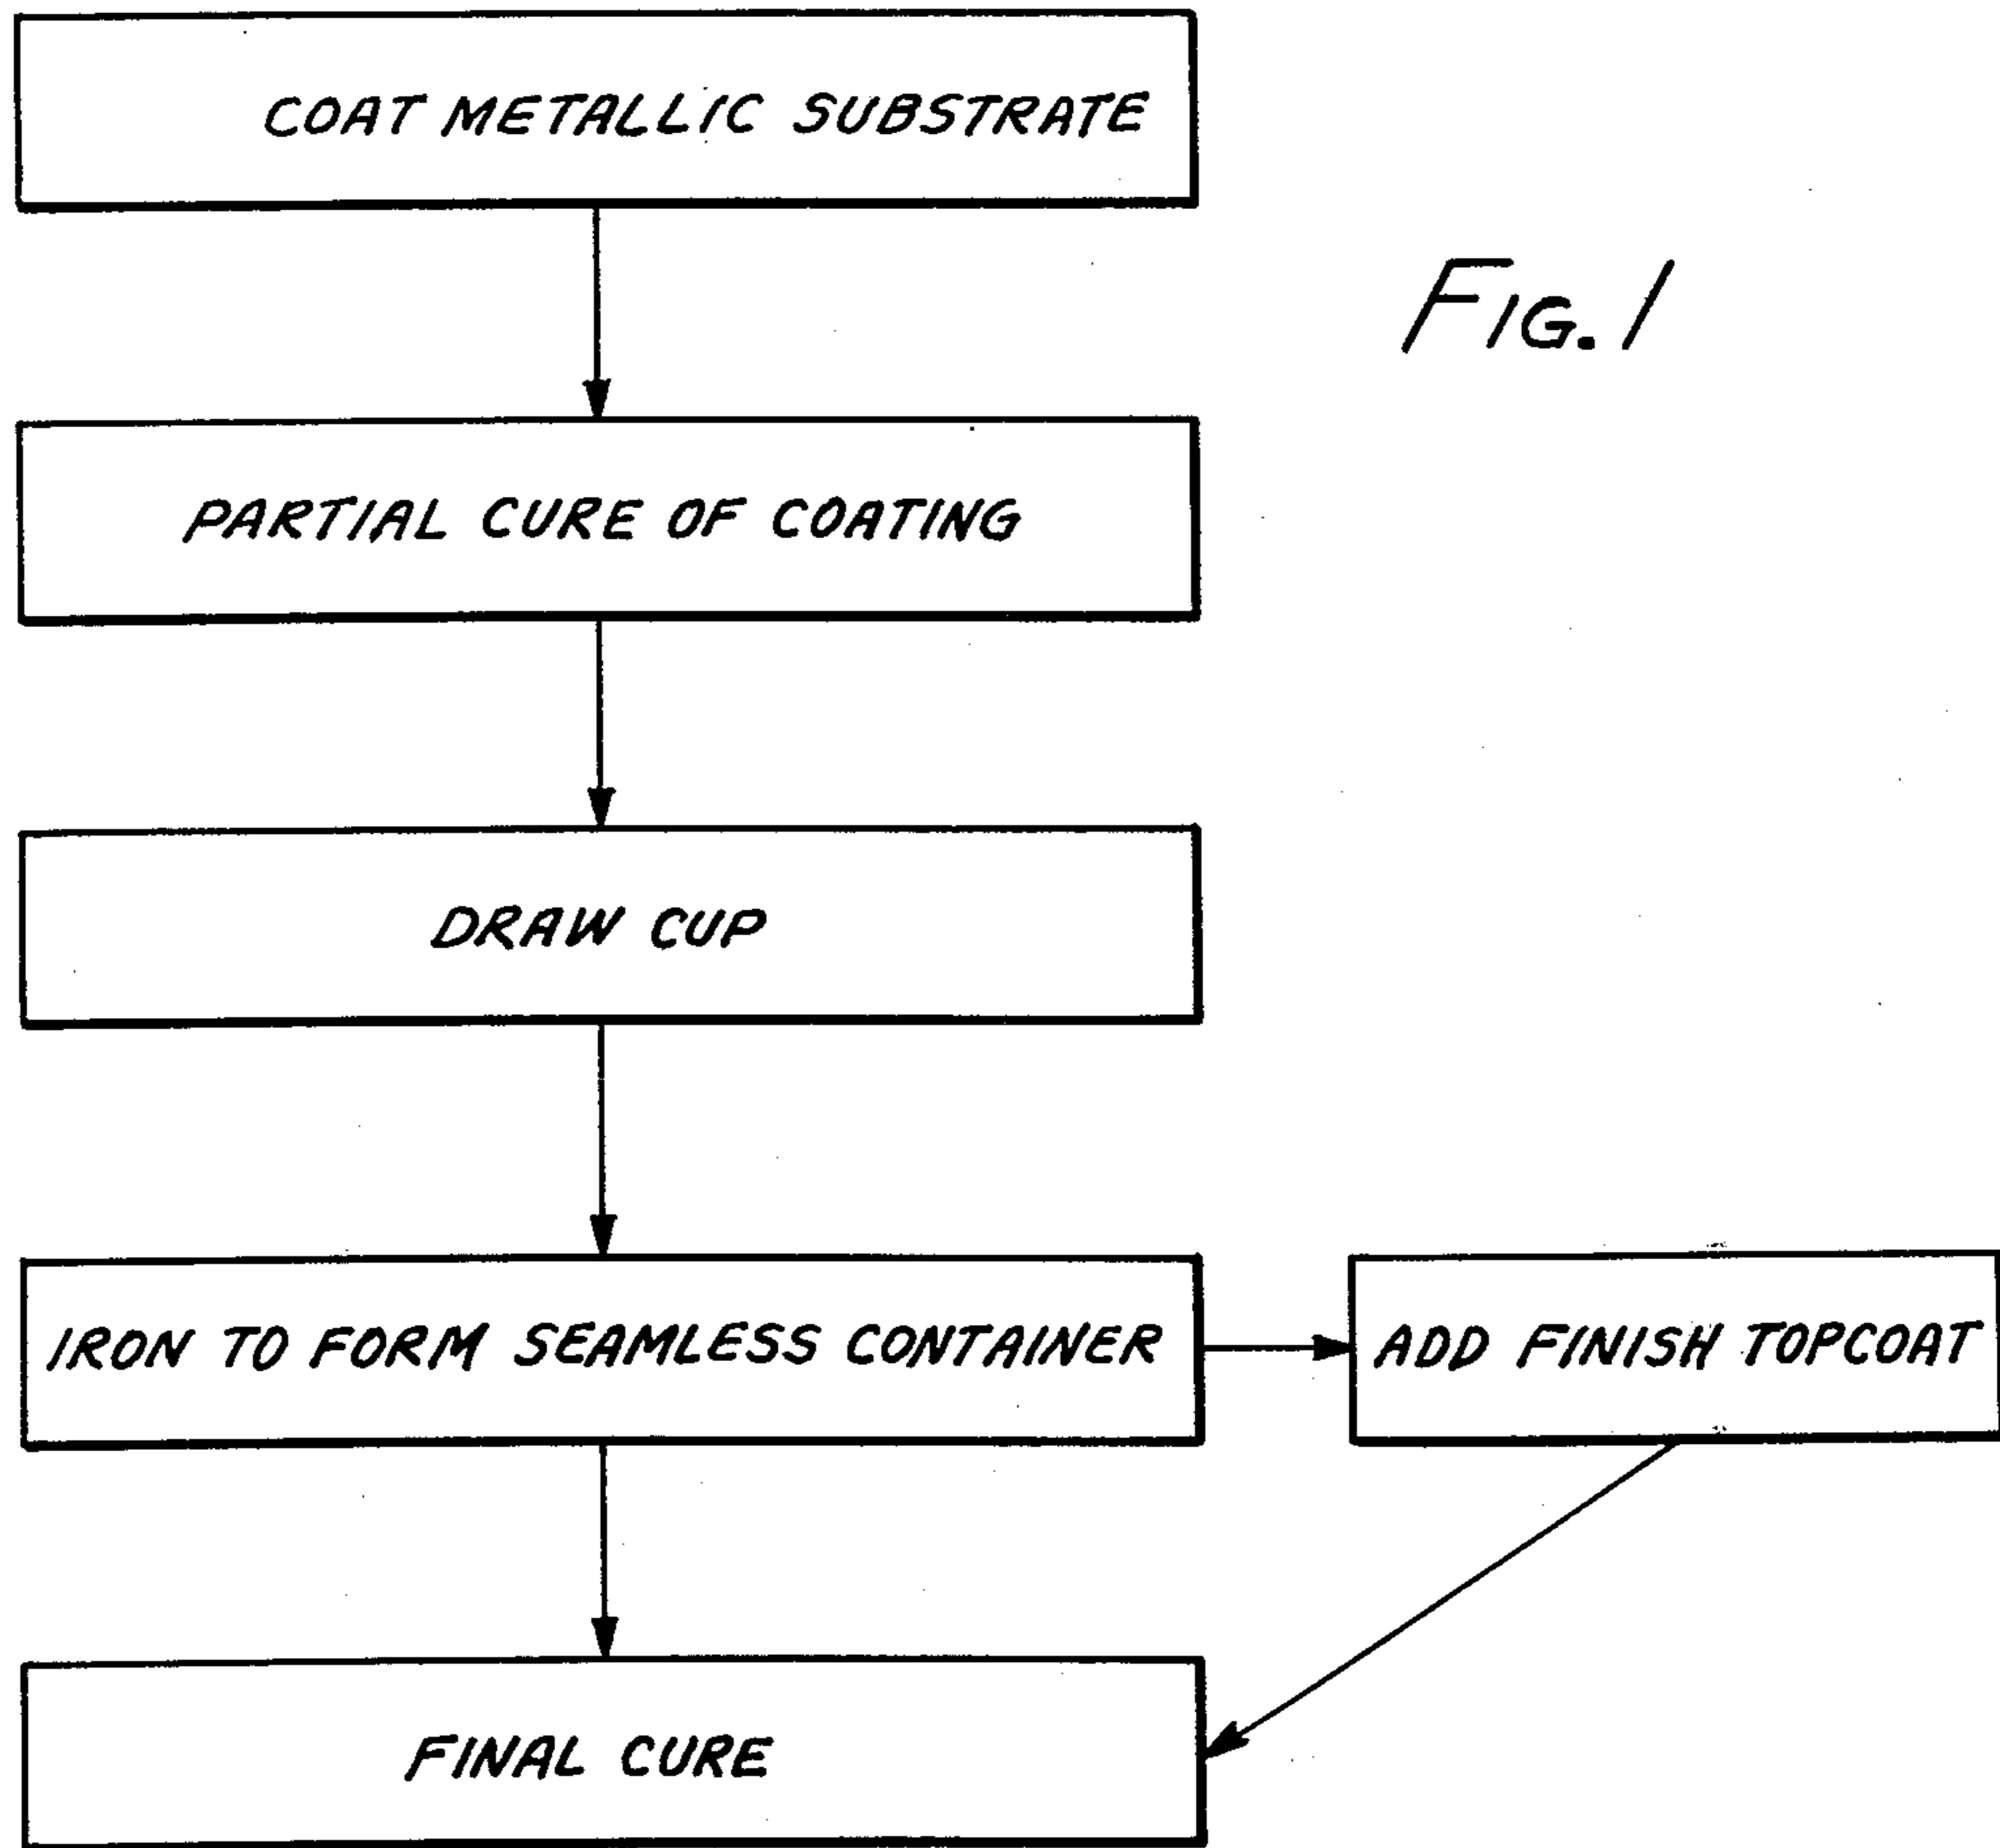 COAT METALLIC SUBSTRATE
FIG. 1
PARTIAL CURE OF COATING
DRAW CUP
IRON TO FORM SEAMLESS CONTAINER
ADD FINISH TOPCOAT
FINAL CURE